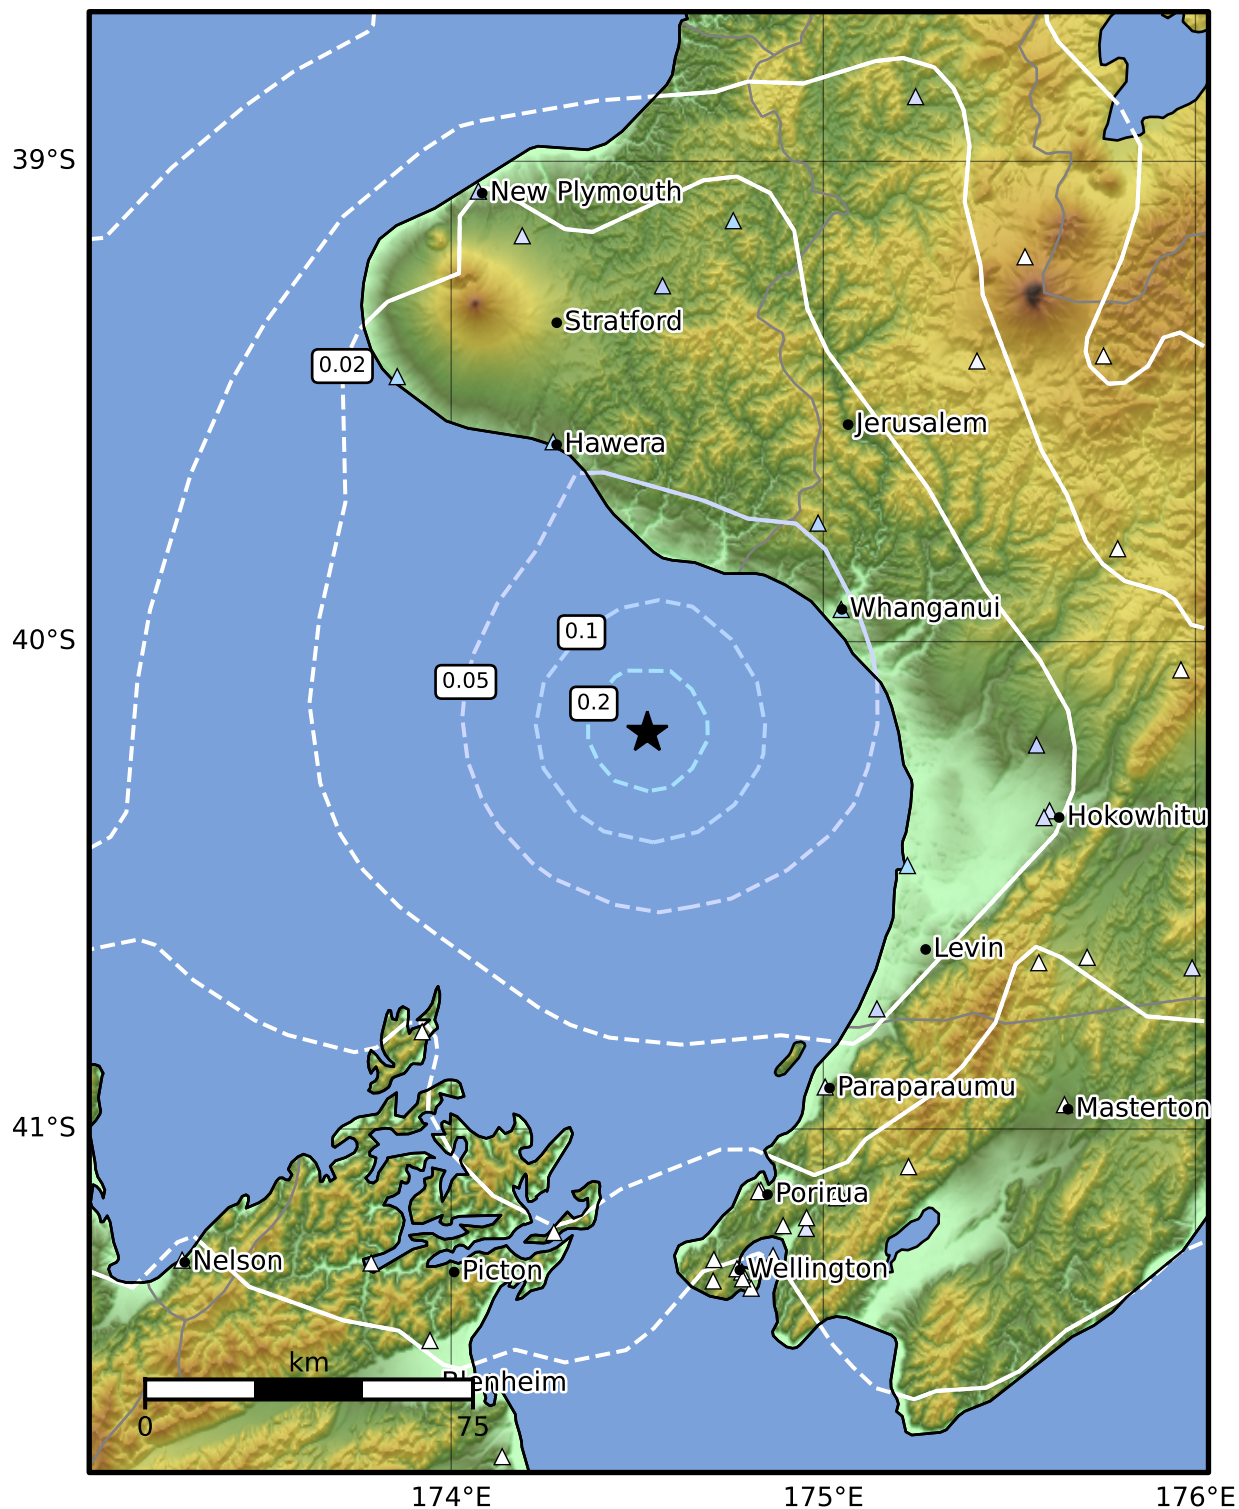 39°S
New Plymouth
Stratford
0.02
Jerusalem
Hawera
Whanganui
0.1
40°S
0.05
0.2
Hokowhitu
Levin
Paraparaumu
Masterton
41°S
Porirua
Nelson
Picton
Wellington
km
Blenheim
0
75
174°E
175°E
176°E